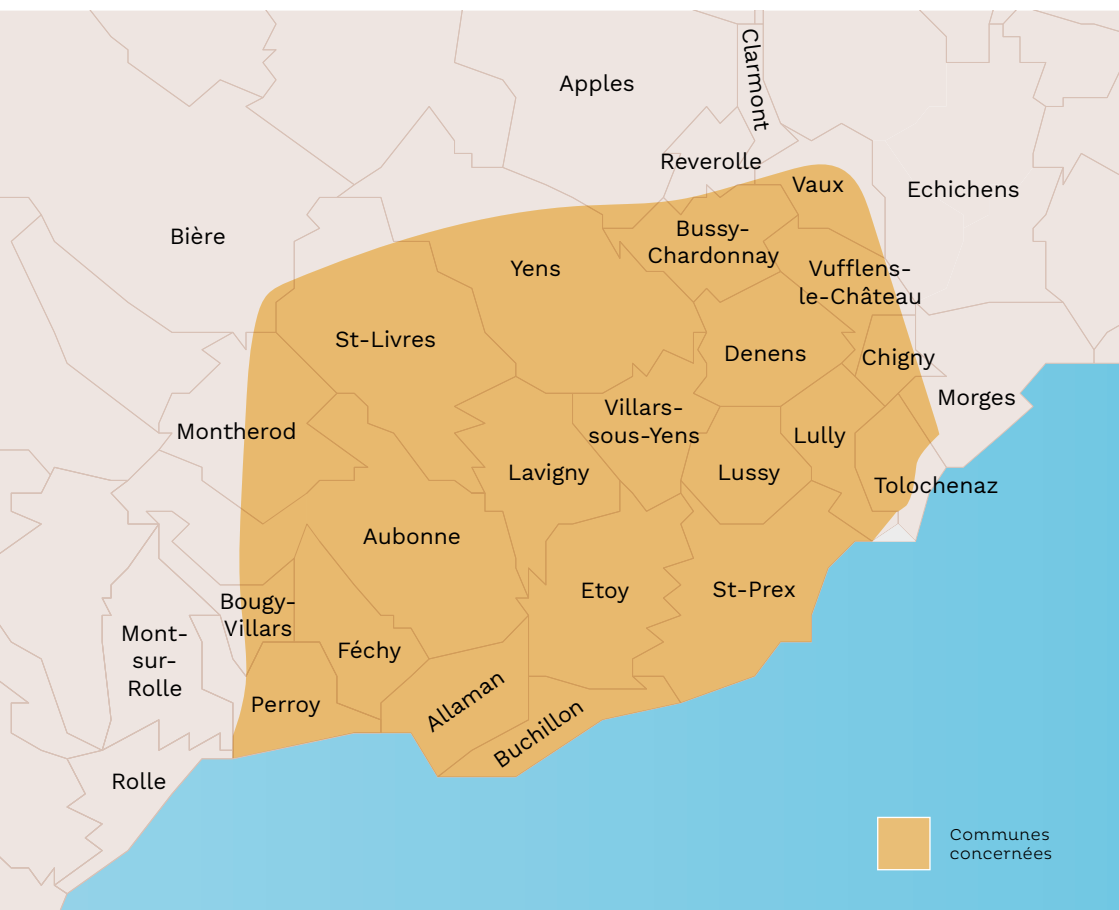 Clarmont
Apples
Reverolle
Vaux
Echichens
Bière
Bussy-
Chardonnay
Yens
Vufflens-
le-Château
St-Livres
Denens
Chigny
Morges
Villars-
sous-Yens
Montherod
Lully
Lavigny
Lussy
Tolochenaz
Aubonne
Etoy
St-Prex
Bougy-
Villars
Mont-
sur-
Rolle
Féchy
Allaman
Perroy
Buchillon
Rolle
Communes
concernées